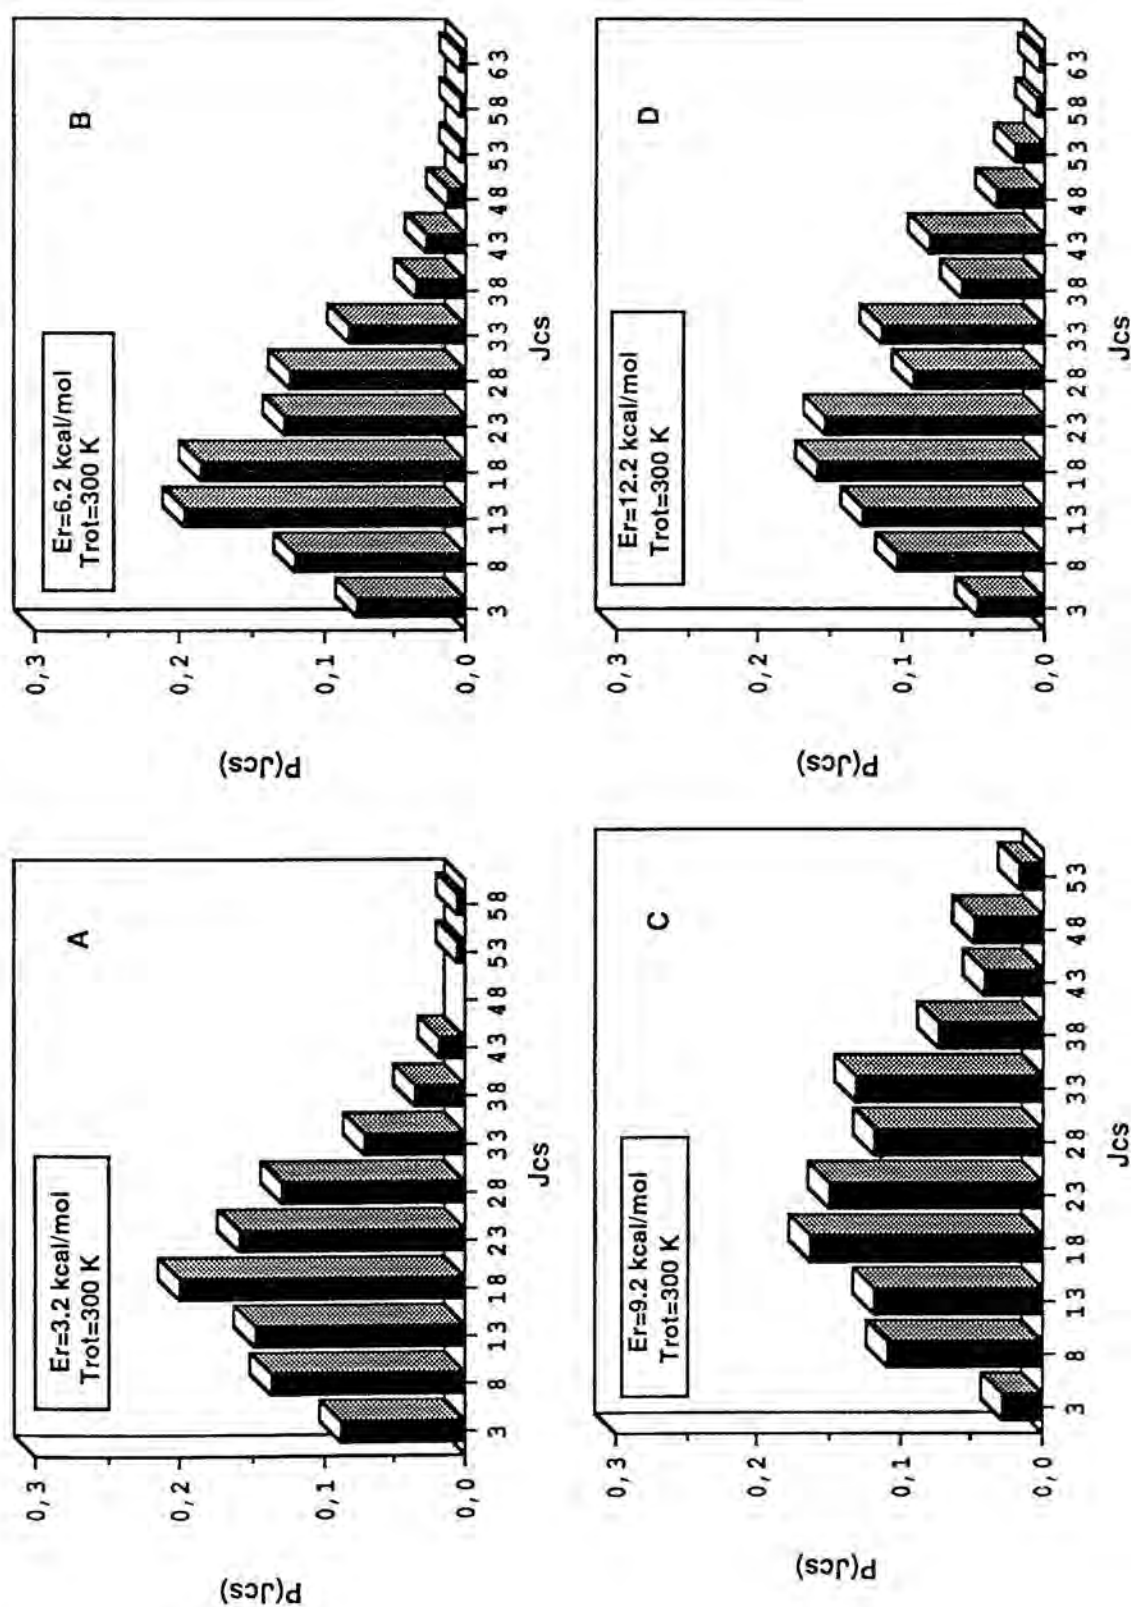 A
Er=3.2 kcal/mol
Trot=300 K
P(Jcs)
0,3
0,2
0,1
0,0
3 8 13 18 23 28 33 38 43 48 53 58
Jcs
B
Er=6.2 kcal/mol
Trot=300 K
P(Jcs)
0,3
0,2
0,1
0,0
3 8 13 18 23 28 33 38 43 48 53 58 63
Jcs
C
Er=9.2 kcal/mol
Trot=300 K
P(Jcs)
0,3
0,2
0,1
0,0
3 8 13 18 23 28 33 38 43 48 53
Jcs
D
Er=12.2 kcal/mol
Trot=300 K
P(Jcs)
0,3
0,2
0,1
0,0
3 8 13 18 23 28 33 38 43 48 53 58 63
Jcs